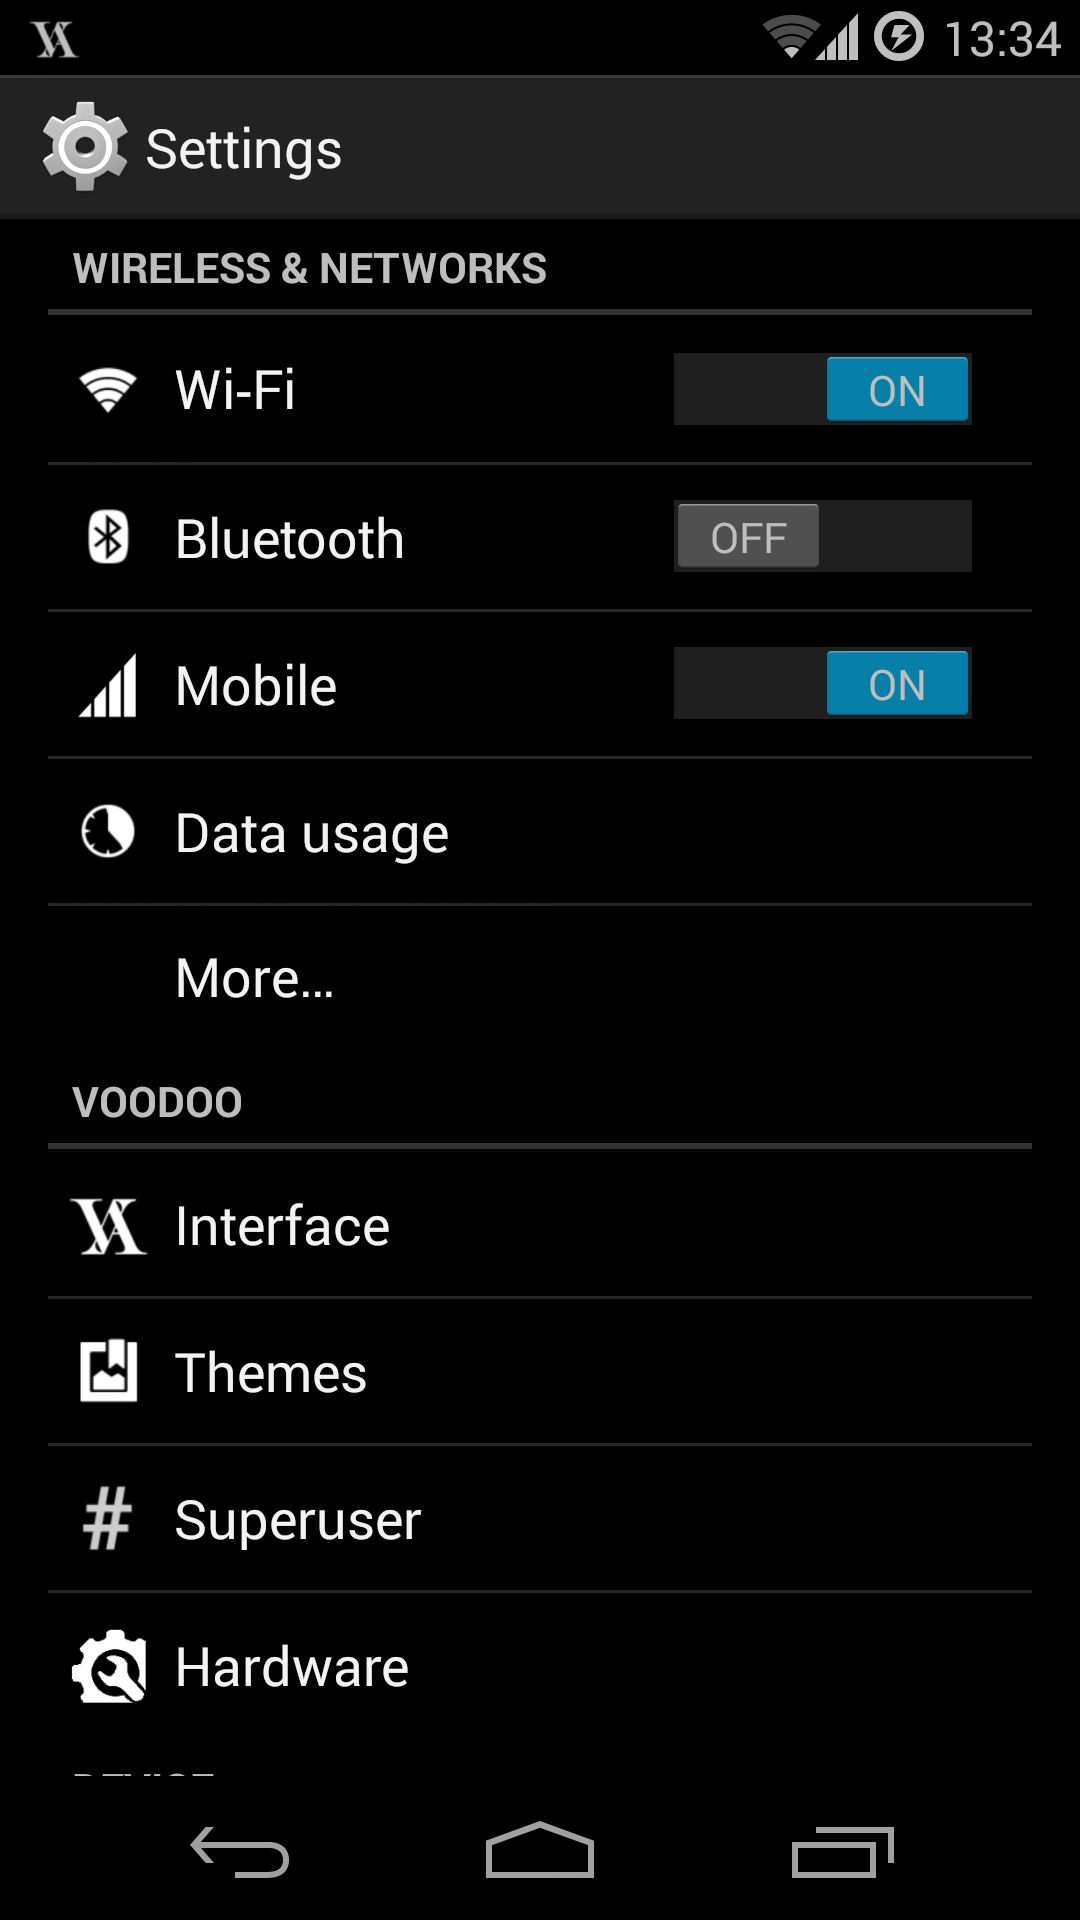 13:34
Settings
WIRELESS & NETWORKS
Wi-Fi ON
Bluetooth OFF
Mobile ON
Data usage
More...
VOODOO
Interface
Themes
# Superuser
Hardware
DEVICE